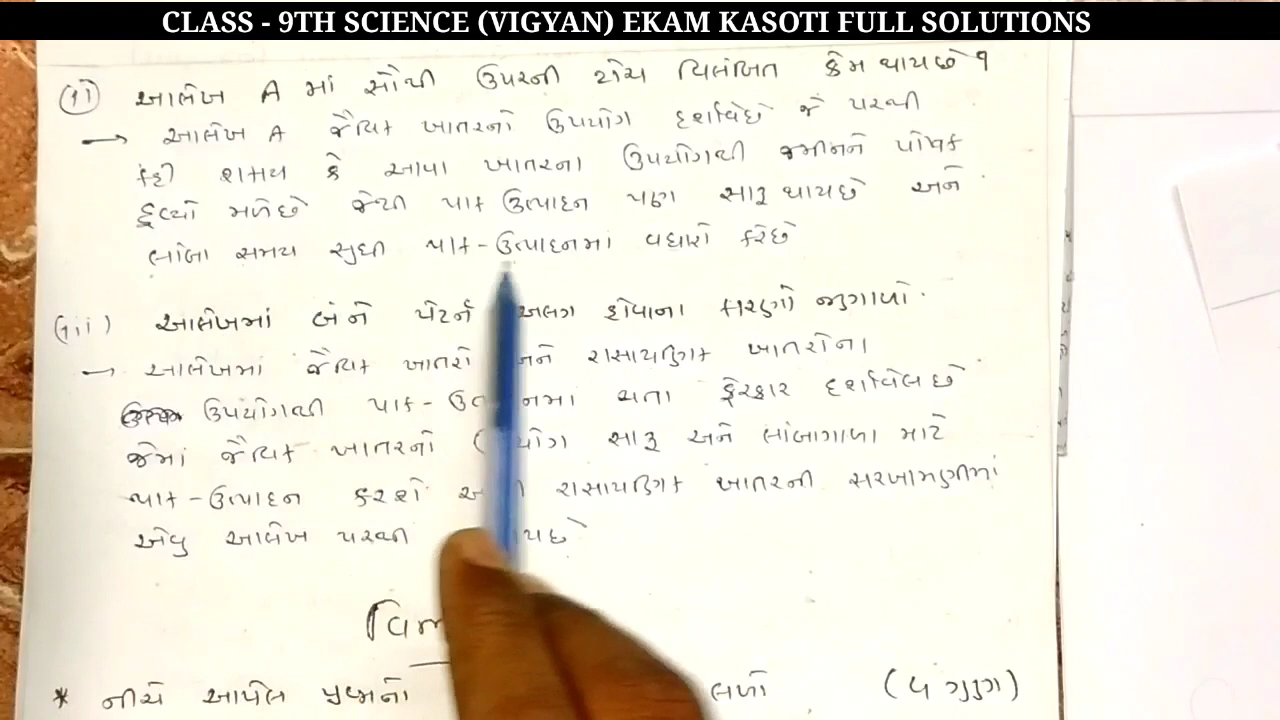 CLASS - 9TH SCIENCE (VIGYAN) EKAM KASOTI FULL SOLUTIONS
(ii) આલેખ A માં સૌથી ઉપરની ટોચ વિલંબિત કેમ થાય છે ?
→ આલેખ A જૈવિક ખાતરનો ઉપયોગ દર્શાવે છે જે પરથી
કહી શકાય કે આવા ખાતરના ઉપયોગથી જમીનને પોષક
દ્રવ્યો મળે છે જેથી પાક ઉત્પાદન પણ સારૂ થાય છે અને
લાંબા સમય સુધી પાક-ઉત્પાદનમાં વધારો કરે છે
(iii) આલેખમાં બંને પેટર્ન અલગ હોવાના કારણો જણાવો.
→ આલેખમાં જૈવિક ખાતરો અને રાસાયણિક ખાતરોના
ઉપયોગથી પાક-ઉત નમાં થતા ફેરફાર દર્શાવેલ છે
જેમાં જૈવિક ખાતરનો યોગ સારૂ અને લાંબાગાળા માટે
પાક-ઉત્પાદન કરશે રાસાયણિક ખાતરની સરખામણીમાં
એવુ આલેખ પરથી
* નીચે આપેલ પ્રશ્નનો લખો (5 ગુણ)